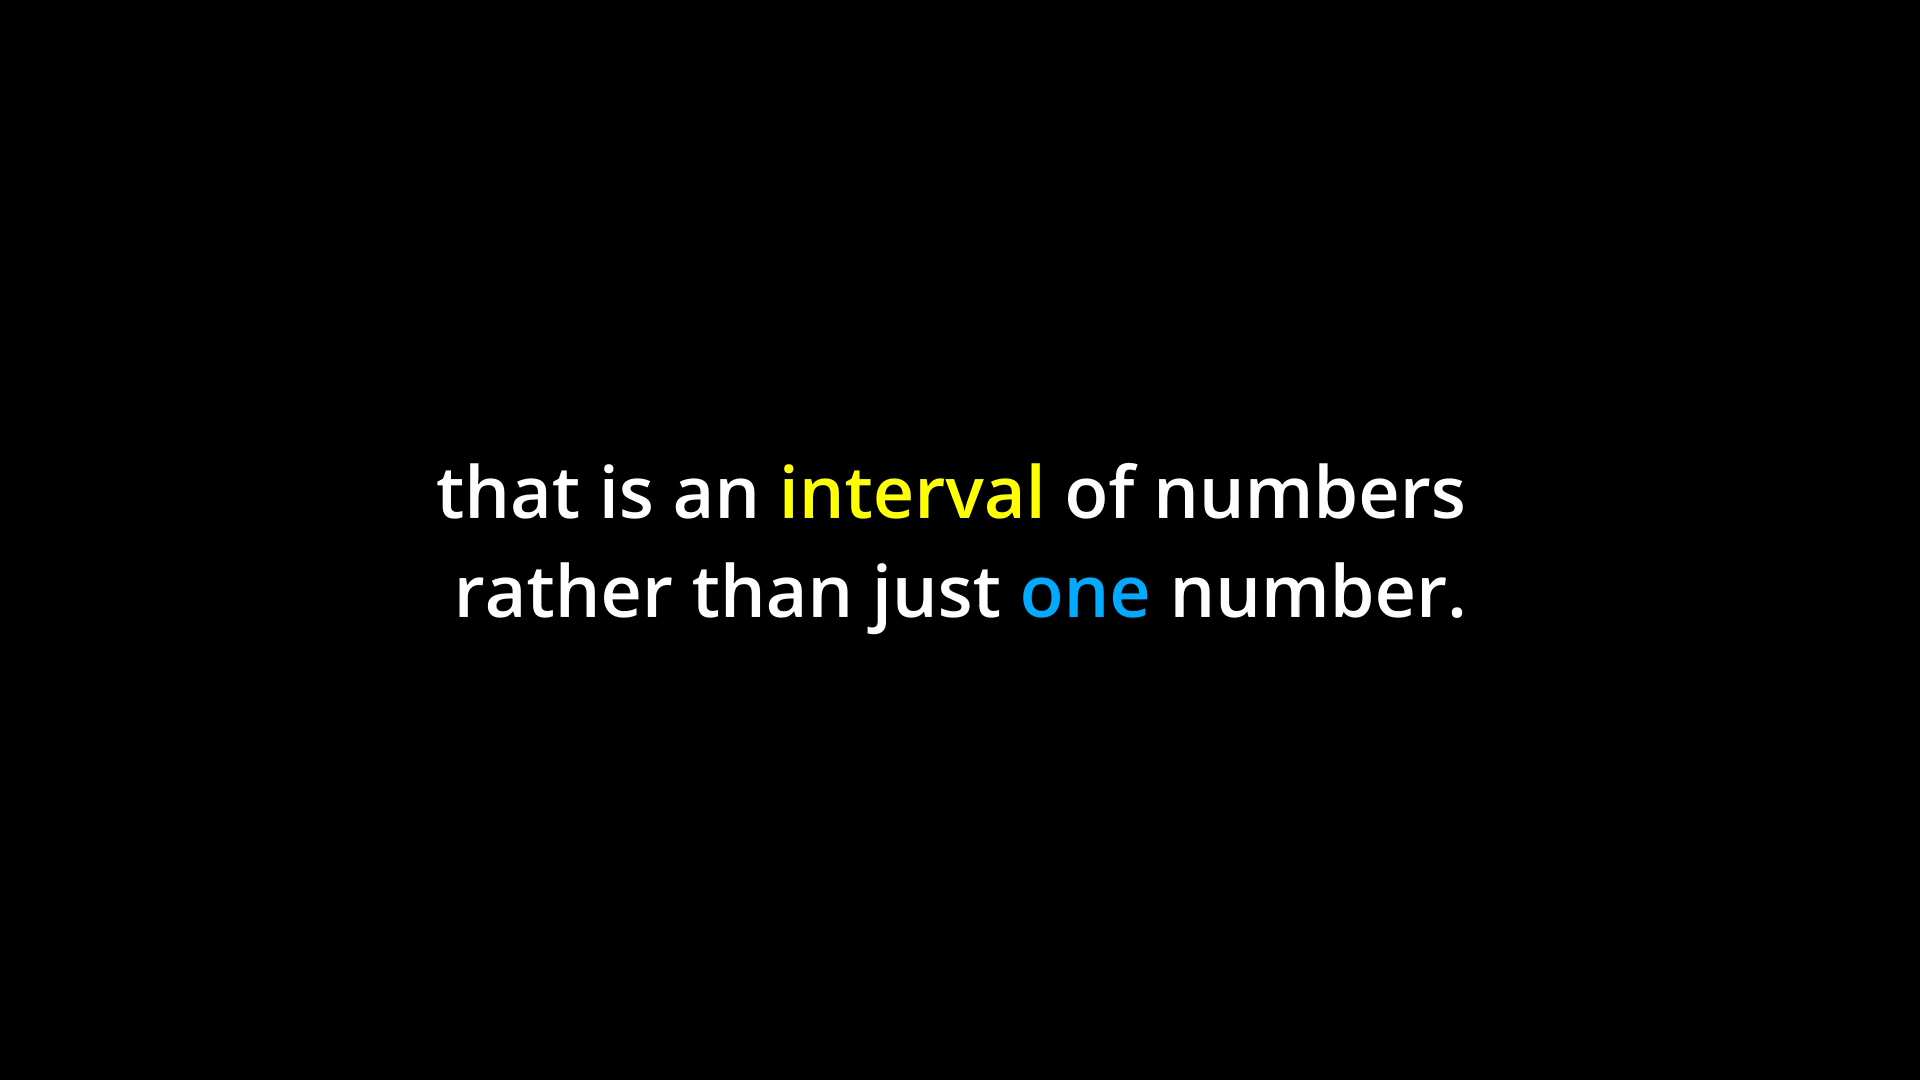 that is an interval of numbers
rather than just one number.